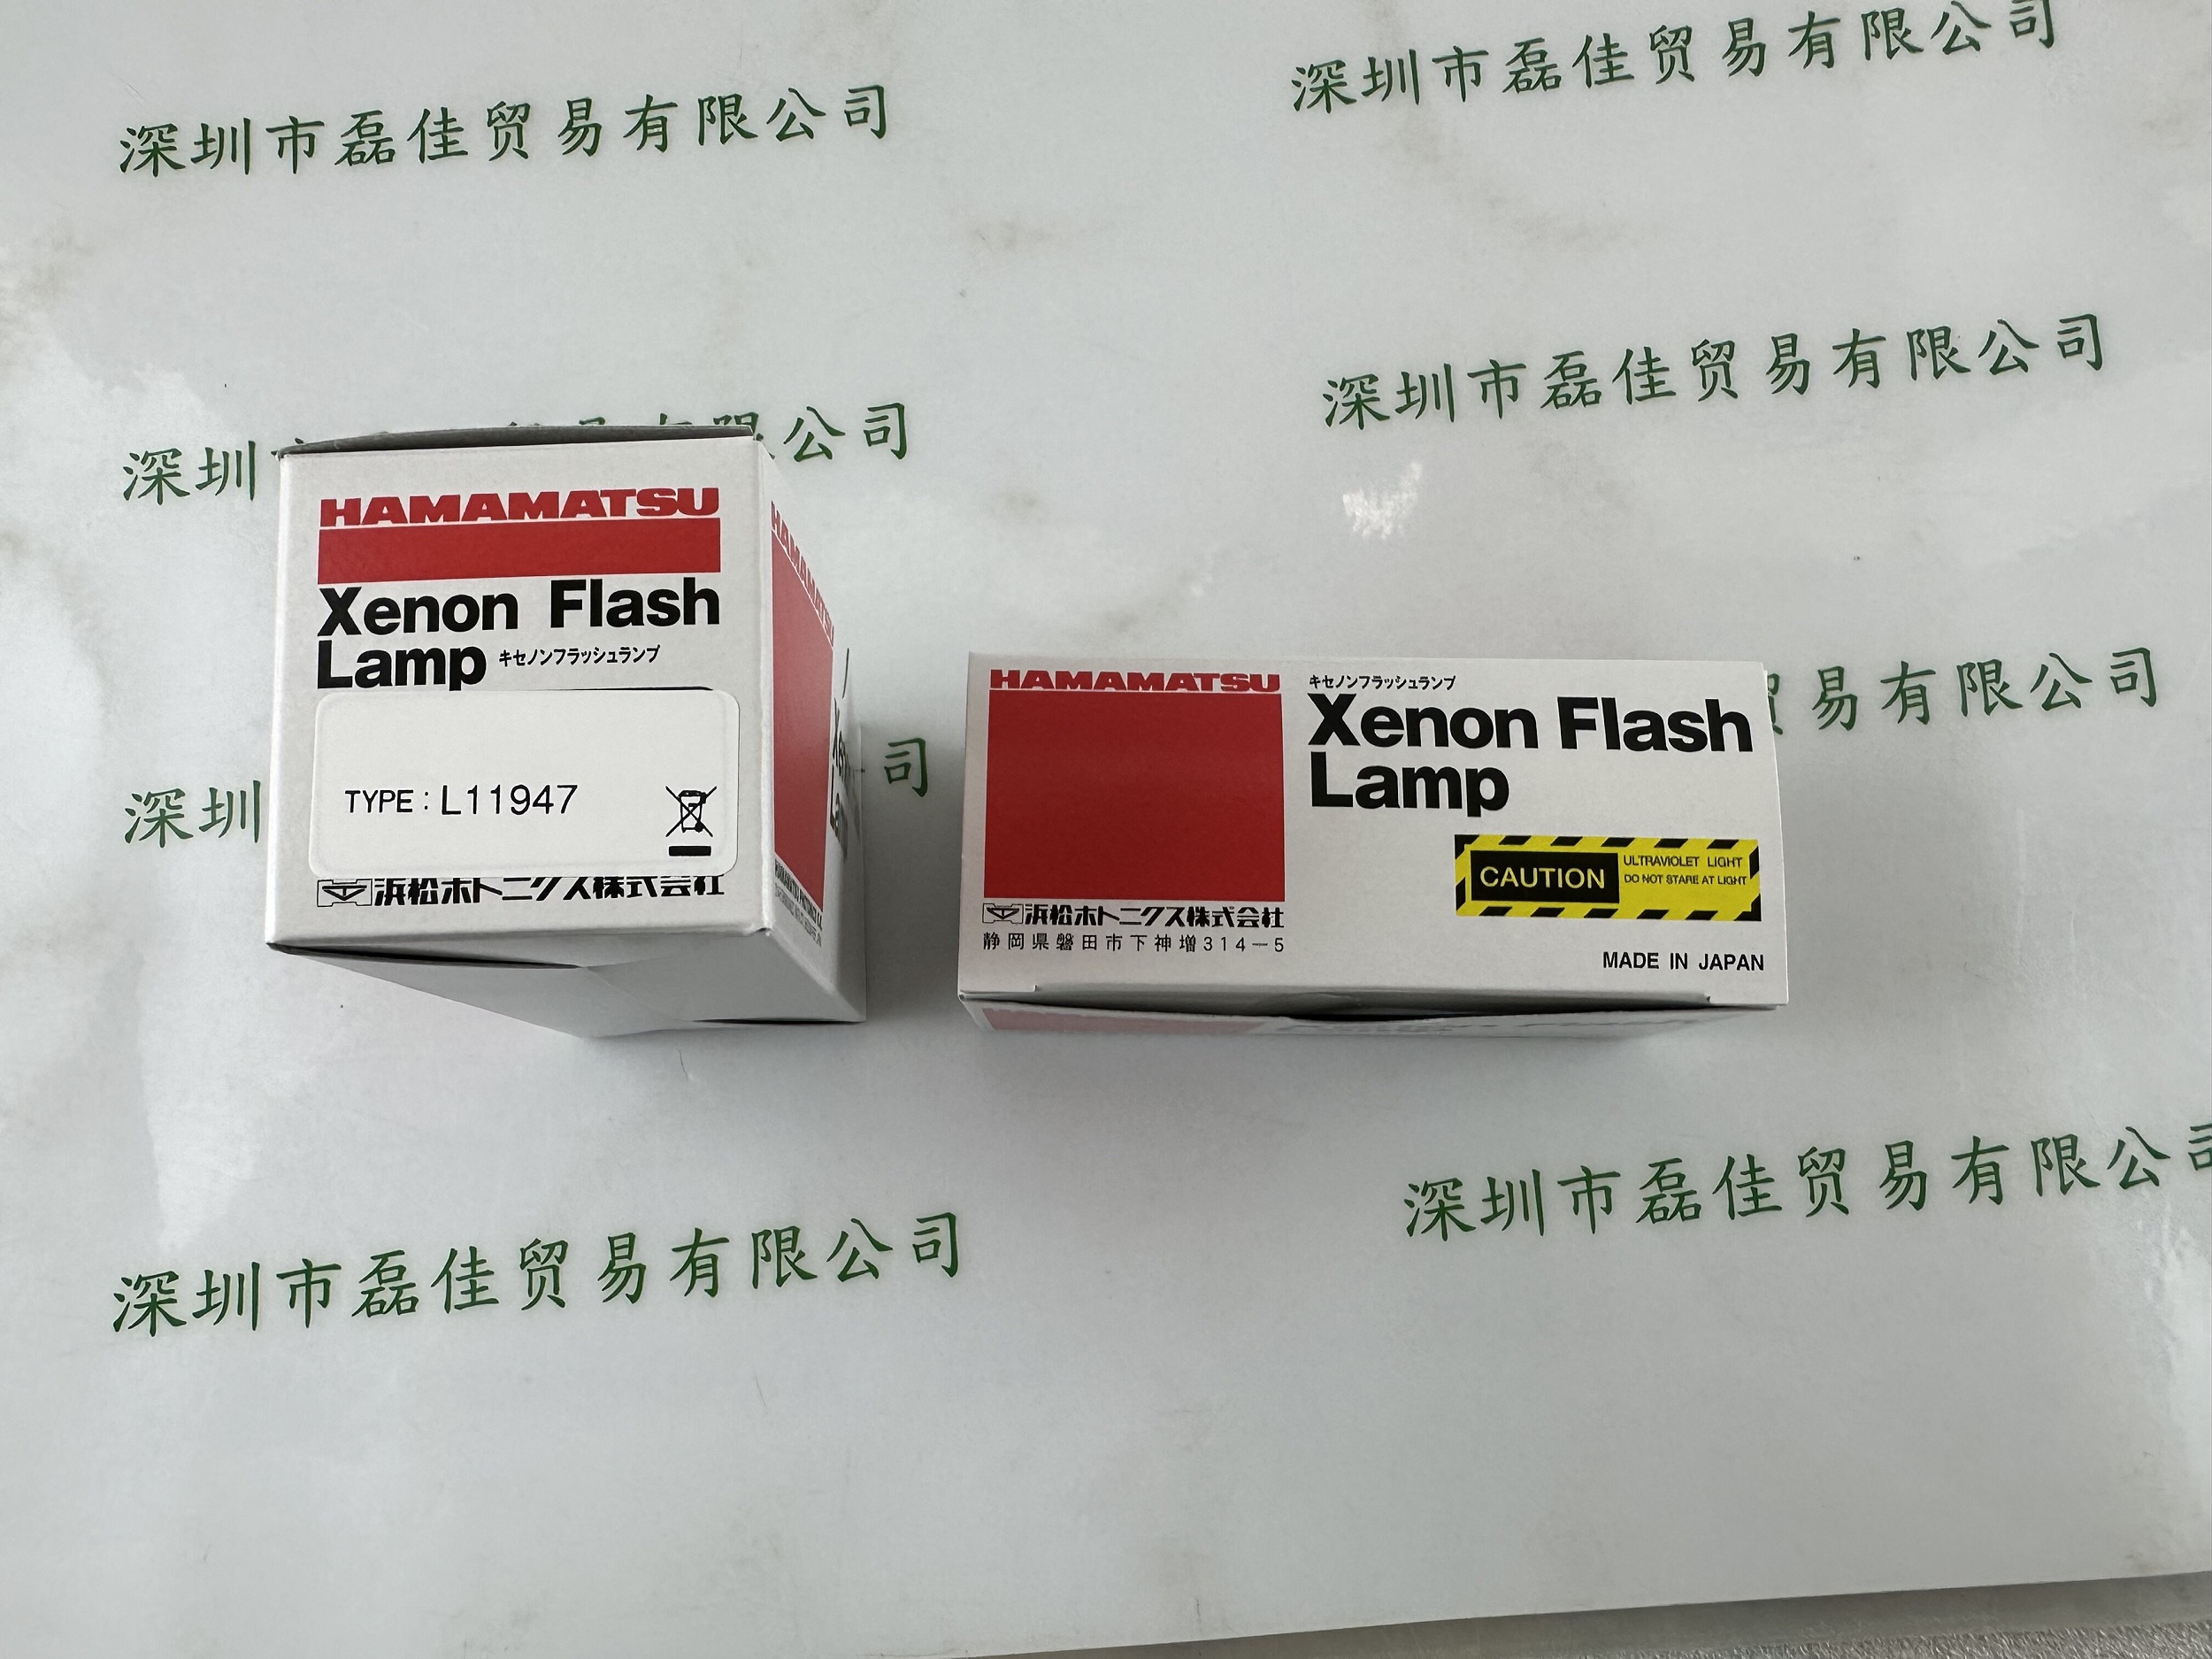 深圳市磊佳贸易有限公司
深圳市磊佳贸易有限公司
深圳市磊佳贸易有限公司
深圳 限公司
HAMAMATSU
Xenon Flash
Lamp キセノンフラッシュランプ
TYPE : L11947
浜松ホトニクス株式会社
HAMAMATSU
深圳
司
易有限公司
HAMAMATSU
キセノンフラッシュランプ
Xenon Flash
Lamp
CAUTION
ULTRAVIOLET LIGHT
DO NOT STARE AT LIGHT
浜松ホトニクス株式会社
静岡県磐田市下神増314-5
MADE IN JAPAN
深圳市磊佳贸易有限公司
深圳市磊佳贸易有限公司